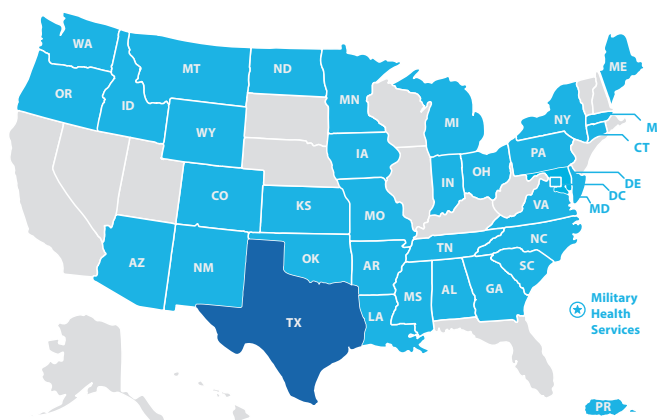 WA
ME
MT
ND
OR
ID
MN
NY
M
WY
MI
CT
PA
IA
OH
IN
DE
CO
DC
KS
MO
VA
MD
NC
TN
OK
AZ
NM
AR
SC
MS
AL
GA
LA
TX
Military
Health
Services
PR